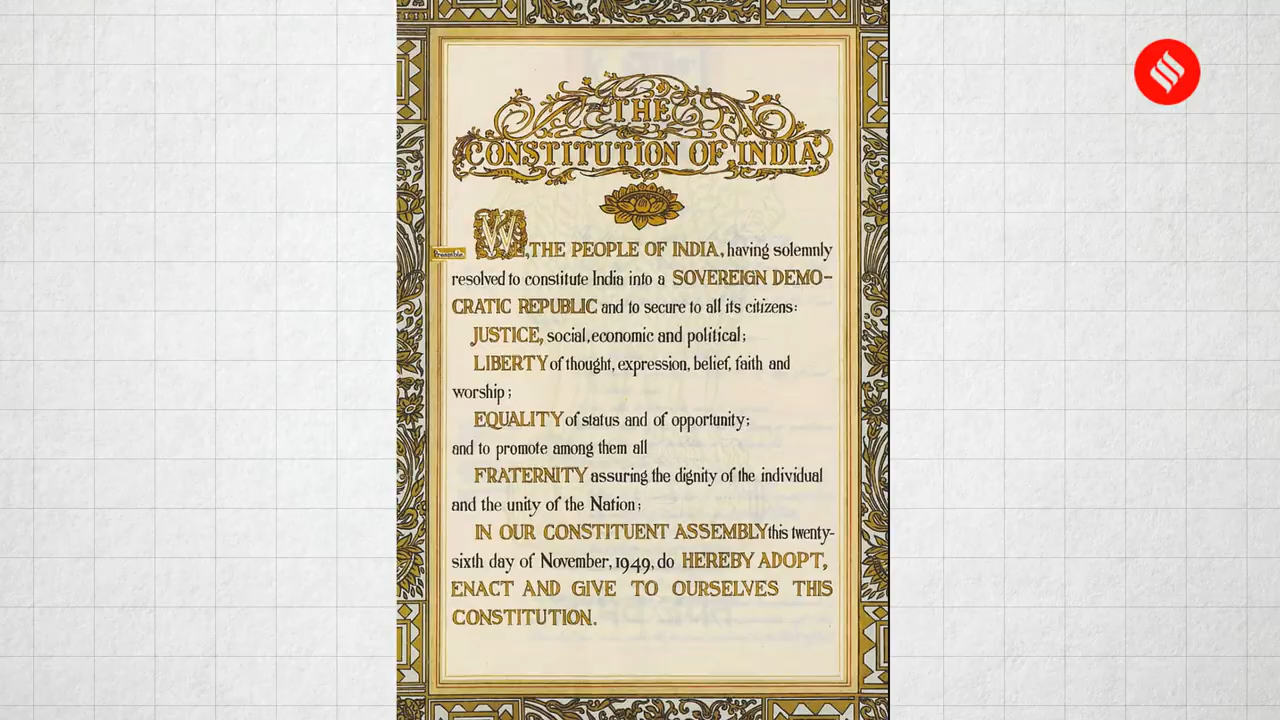 THE
CONSTITUTION OF INDIA
Preamble
WE, THE PEOPLE OF INDIA, having solemnly
resolved to constitute India into a SOVEREIGN DEMO-
CRATIC REPUBLIC and to secure to all its citizens:
JUSTICE, social, economic and political;
LIBERTY of thought, expression, belief, faith and
worship;
EQUALITY of status and of opportunity;
and to promote among them all
FRATERNITY assuring the dignity of the individual
and the unity of the Nation;
IN OUR CONSTITUENT ASSEMBLY this twenty-
sixth day of November, 1949, do HEREBY ADOPT,
ENACT AND GIVE TO OURSELVES THIS
CONSTITUTION.